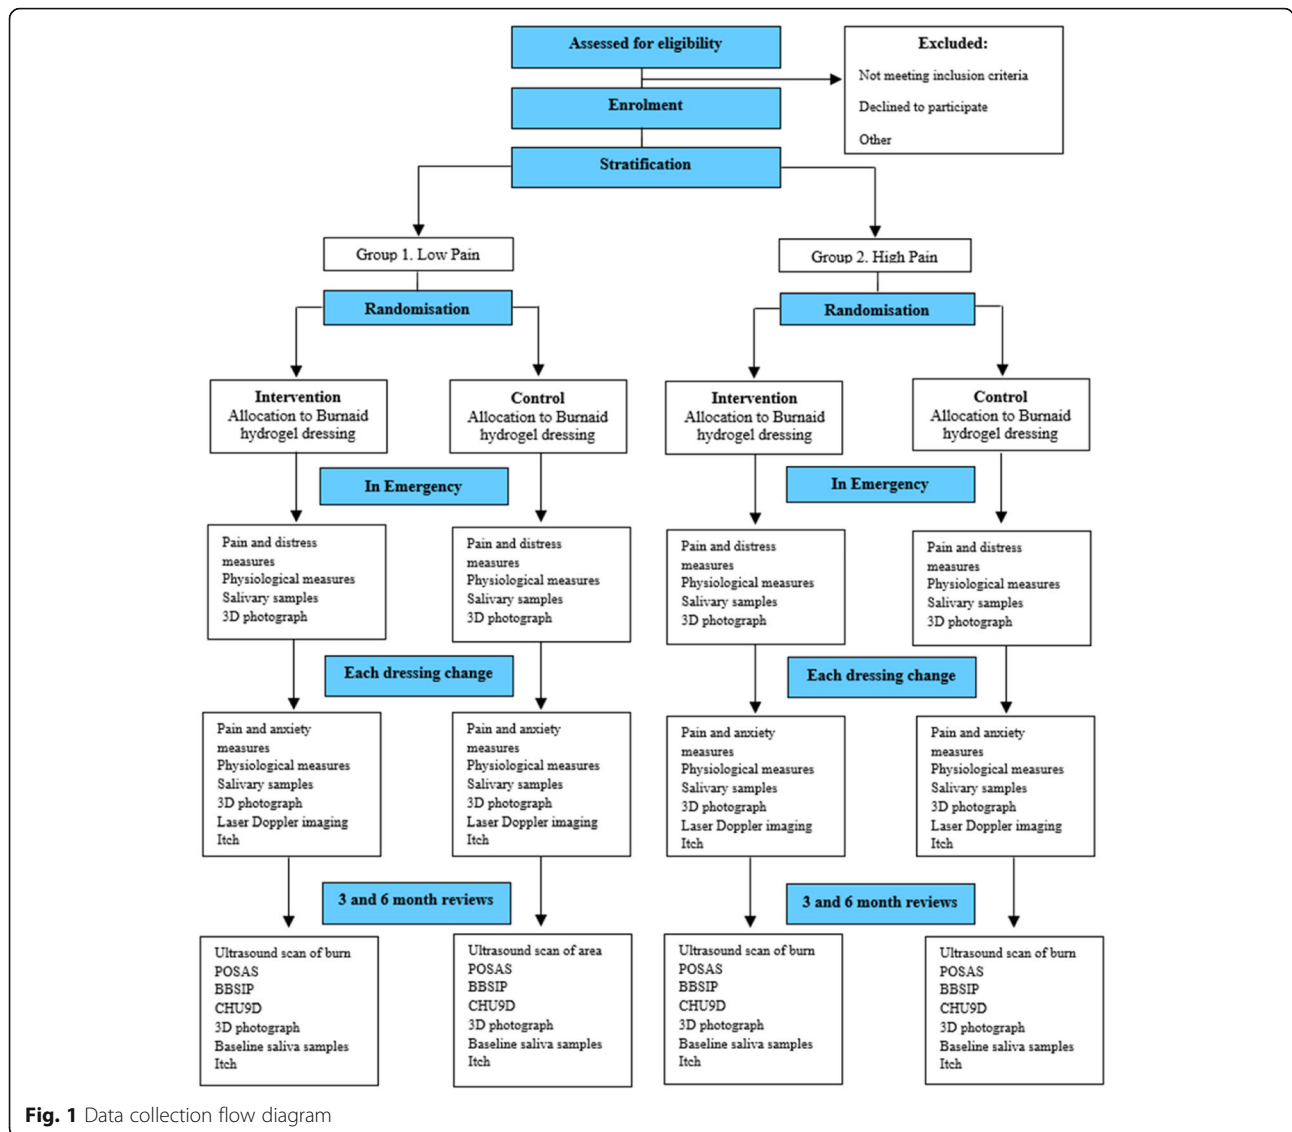 Assessed for eligibility
Excluded:
Not meeting inclusion criteria
Declined to participate
Other
Enrolment
Stratification
Group 1. Low Pain
Group 2. High Pain
Randomisation
Randomisation
Intervention
Allocation to Burnaid
hydrogel dressing
Control
Allocation to Burnaid
hydrogel dressing
Intervention
Allocation to Burnaid
hydrogel dressing
Control
Allocation to Burnaid
hydrogel dressing
In Emergency
In Emergency
Pain and distress
measures
Physiological measures
Salivary samples
3D photograph
Pain and distress
measures
Physiological measures
Salivary samples
3D photograph
Pain and distress
measures
Physiological measures
Salivary samples
3D photograph
Pain and distress
measures
Physiological measures
Salivary samples
3D photograph
Each dressing change
Each dressing change
Pain and anxiety
measures
Physiological measures
Salivary samples
3D photograph
Laser Doppler imaging
Itch
Pain and anxiety
measures
Physiological measures
Salivary samples
3D photograph
Laser Doppler imaging
Itch
Pain and anxiety
measures
Physiological measures
Salivary samples
3D photograph
Laser Doppler imaging
Itch
Pain and anxiety
measures
Physiological measures
Salivary samples
3D photograph
Laser Doppler imaging
Itch
3 and 6 month reviews
3 and 6 month reviews
Ultrasound scan of burn
POSAS
BBSIP
CHU9D
3D photograph
Baseline saliva samples
Itch
Ultrasound scan of area
POSAS
BBSIP
CHU9D
3D photograph
Baseline saliva samples
Itch
Ultrasound scan of burn
POSAS
BBSIP
CHU9D
3D photograph
Baseline saliva samples
Itch
Ultrasound scan of burn
POSAS
BBSIP
CHU9D
3D photograph
Baseline saliva samples
Itch
Fig. 1 Data collection flow diagram